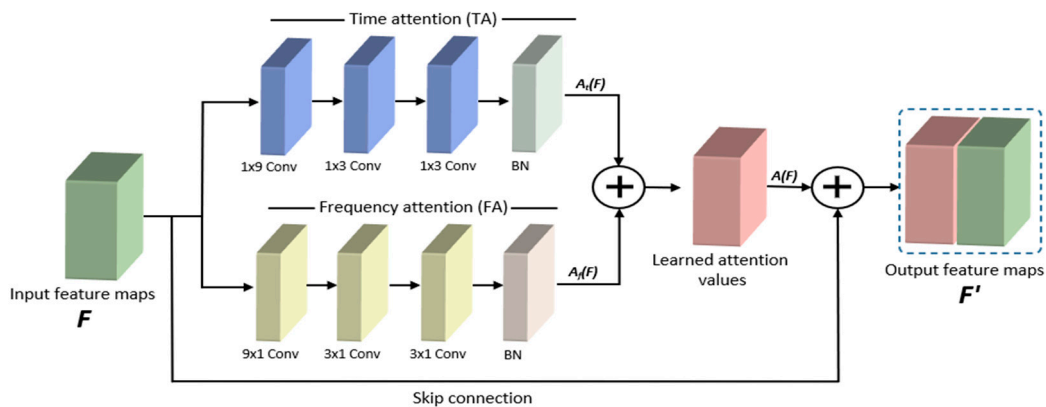 Time attention (TA)
1x9 Conv
1x3 Conv
1x3 Conv
BN
Aₜ(F)
Input feature maps
F
Frequency attention (FA)
9x1 Conv
3x1 Conv
3x1 Conv
BN
A_f(F)
+
Learned attention
values
A(F)
+
Output feature maps
F'
Skip connection